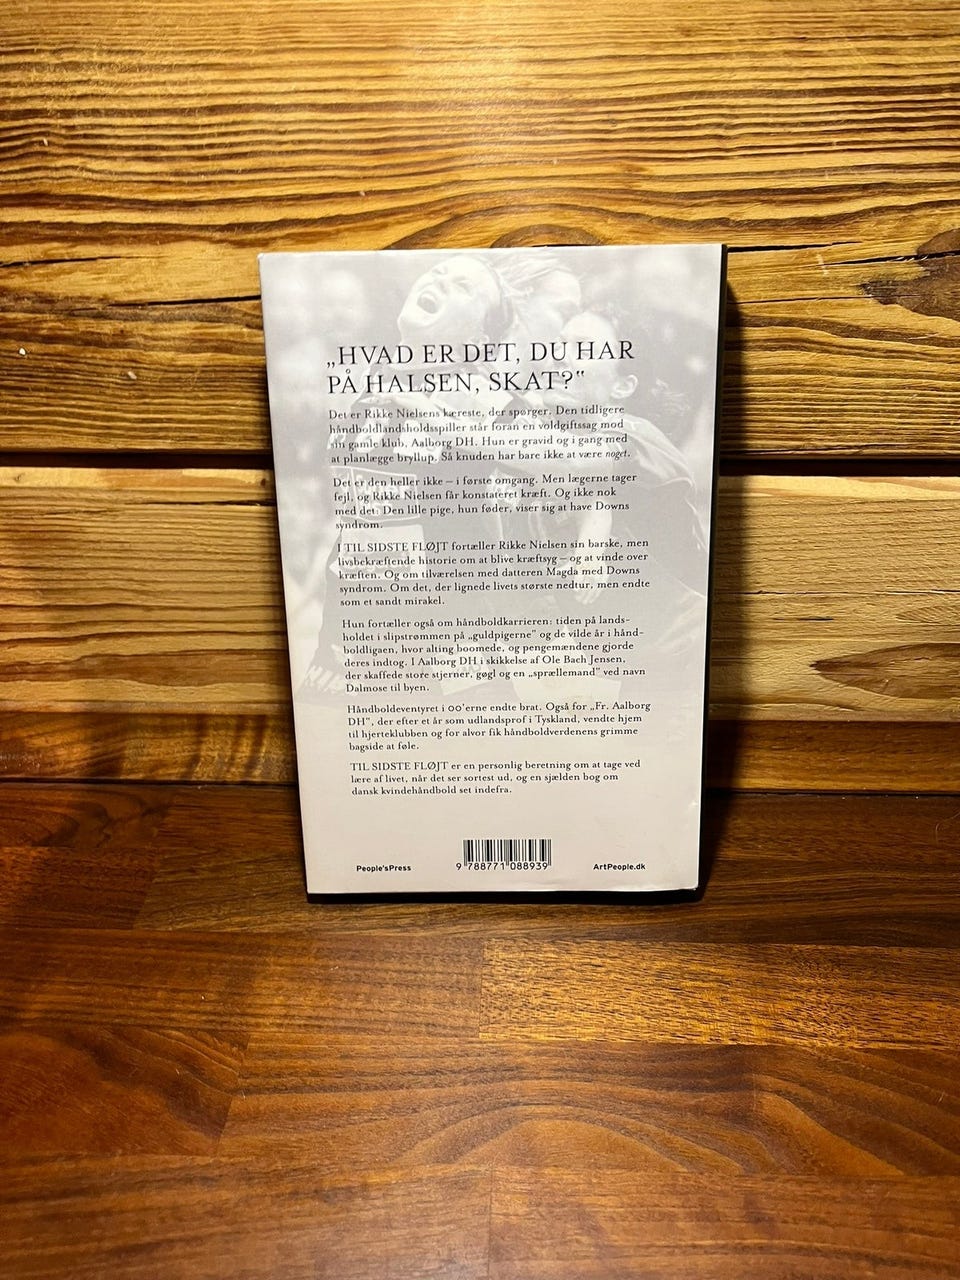 „HVAD ER DET, DU HAR
PÅ HALSEN, SKAT?“
Det er Rikke Nielsens kæreste, der spørger. Den tidligere
håndboldlandsholdsspiller står foran en voldgiftssag mod
sin gamle klub, Aalborg DH. Hun er gravid og i gang med
at planlægge bryllup. Så knuden har bare ikke at være noget.
Det er den heller ikke – i første omgang. Men lægerne tager
fejl, og Rikke Nielsen får konstateret kræft. Og ikke nok
med det: Den lille pige, hun føder, viser sig at have Downs
syndrom.
I TIL SIDSTE FLØJT fortæller Rikke Nielsen sin barske, men
livsbekræftende historie om at blive kræftsyg – og at vinde over
kræften. Og om tilværelsen med datteren Magda med Downs
syndrom. Om det, der lignede livets største nedtur, men endte
som et sandt mirakel.
Hun fortæller også om håndboldkarrieren: tiden på lands-
holdet i slipstrømmen på „guldpigerne“ og de vilde år i hånd-
boldligaen, hvor alting boomede, og pengemændene gjorde
deres indtog. I Aalborg DH i skikkelse af Ole Bach Jensen,
der skaffede store stjerner, gøgl og en „sprællemand“ ved navn
Dalmose til byen.
Håndboldeventyret i 00'erne endte brat. Også for „Fr. Aalborg
DH“, der efter et år som udlandsprof i Tyskland, vendte hjem
til hjerteklubben og for alvor fik håndboldverdenens grimme
bagside at føle.
TIL SIDSTE FLØJT er en personlig beretning om at tage ved
lære af livet, når det ser sortest ud, og en sjælden bog om
dansk kvindehåndbold set indefra.
People'sPress
9 788771 088939
ArtPeople.dk